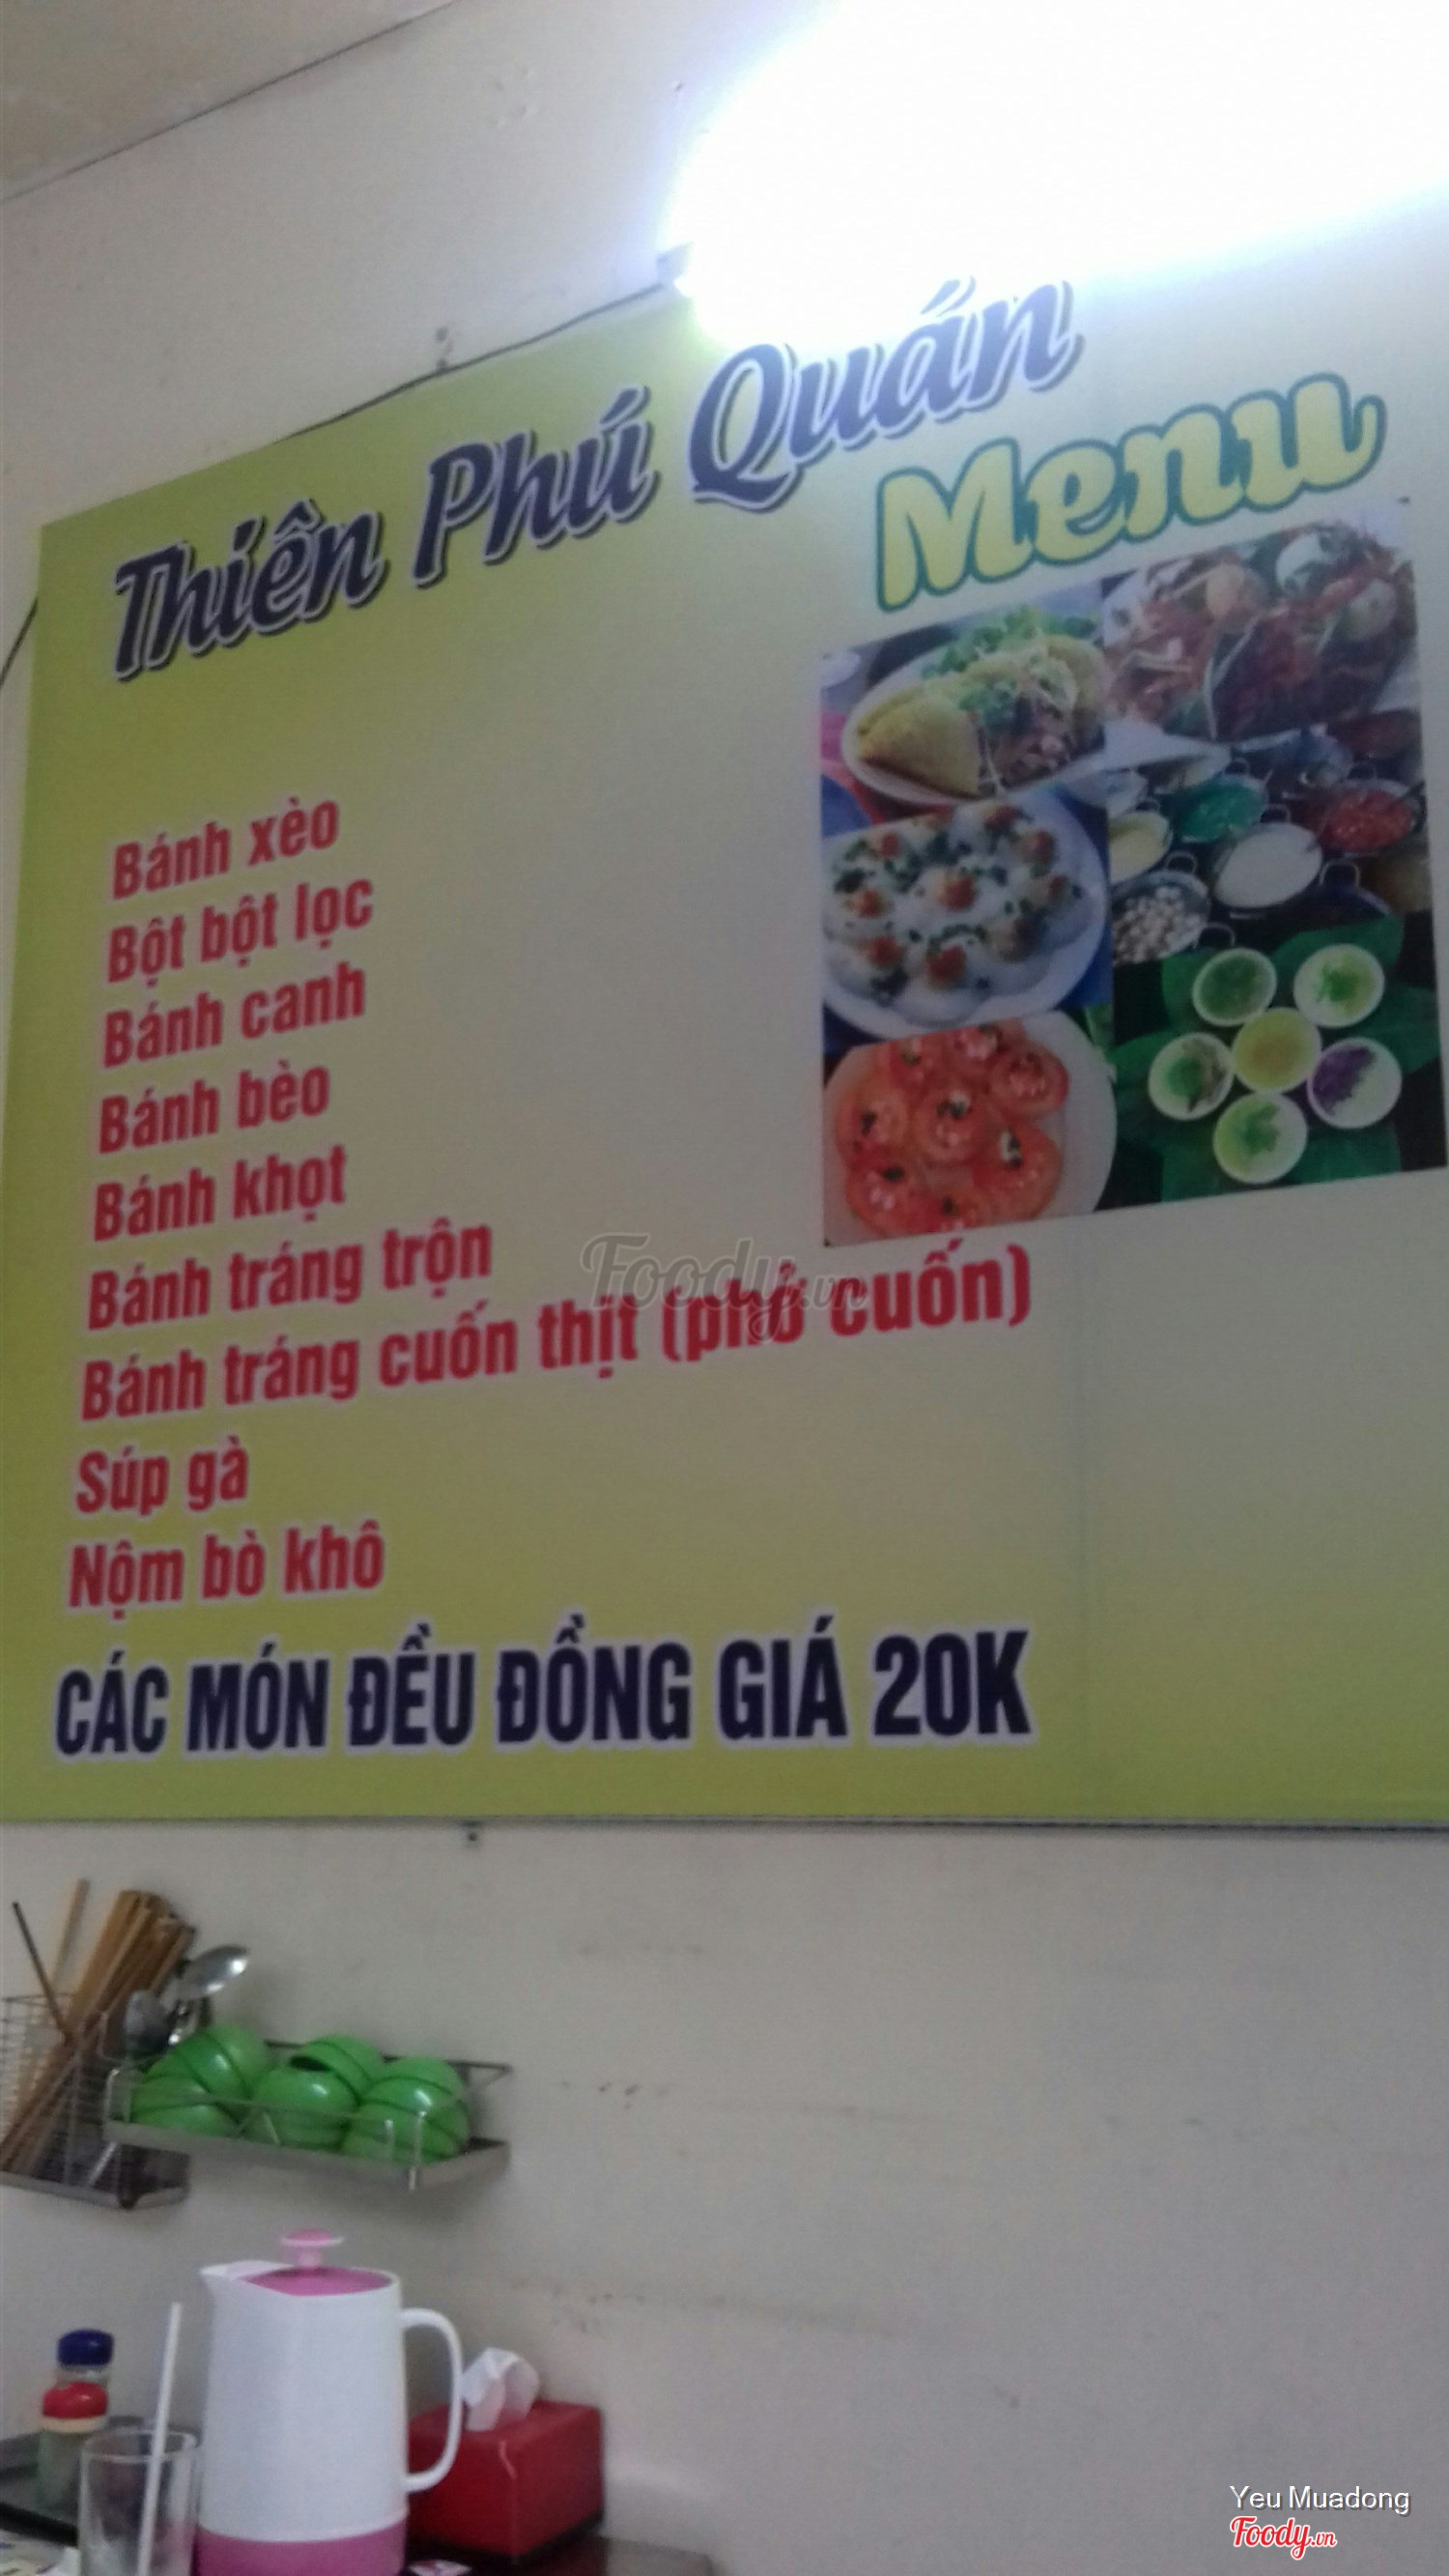 Thiên Phú Quán
Menu
Bánh xèo
Bột bột lọc
Bánh canh
Bánh bèo
Bánh khọt
Bánh tráng trộn
Bánh tráng cuốn thịt (phở cuốn)
Súp gà
Nộm bò khô
CÁC MÓN ĐỀU ĐỒNG GIÁ 20K
Foody.vn
Yeu Muadong
Foody.vn